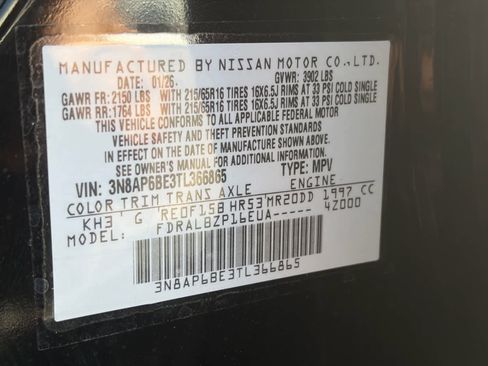 MANUFACTURED BY NISSAN MOTOR CO.,LTD.
DATE: 01/26. GVWR: 3902 LBS
GAWR FR: 2150 LBS WITH 215/65R16 TIRES 16X6.5J RIMS AT 33 PSI COLD SINGLE
GAWR RR: 1764 LBS WITH 215/65R16 TIRES 16X6.5J RIMS AT 33 PSI COLD SINGLE
THIS VEHICLE CONFORMS TO ALL APPLICABLE FEDERAL MOTOR
VEHICLE SAFETY AND THEFT PREVENTION STANDARDS
IN EFFECT ON THE DATE OF MANUFACTURE SHOWN ABOVE.
SEE OWNER'S MANUAL FOR ADDITIONAL INFORMATION.
VIN: 3N8AP6BE3TL366865 TYPE: MPV
COLOR TRIM TRANS AXLE ENGINE
KH3 G RE0F15B HR53 MR20DD 1997 CC
MODEL: FDRALBZP16EUA----- 4Z000
3N8AP6BE3TL366865